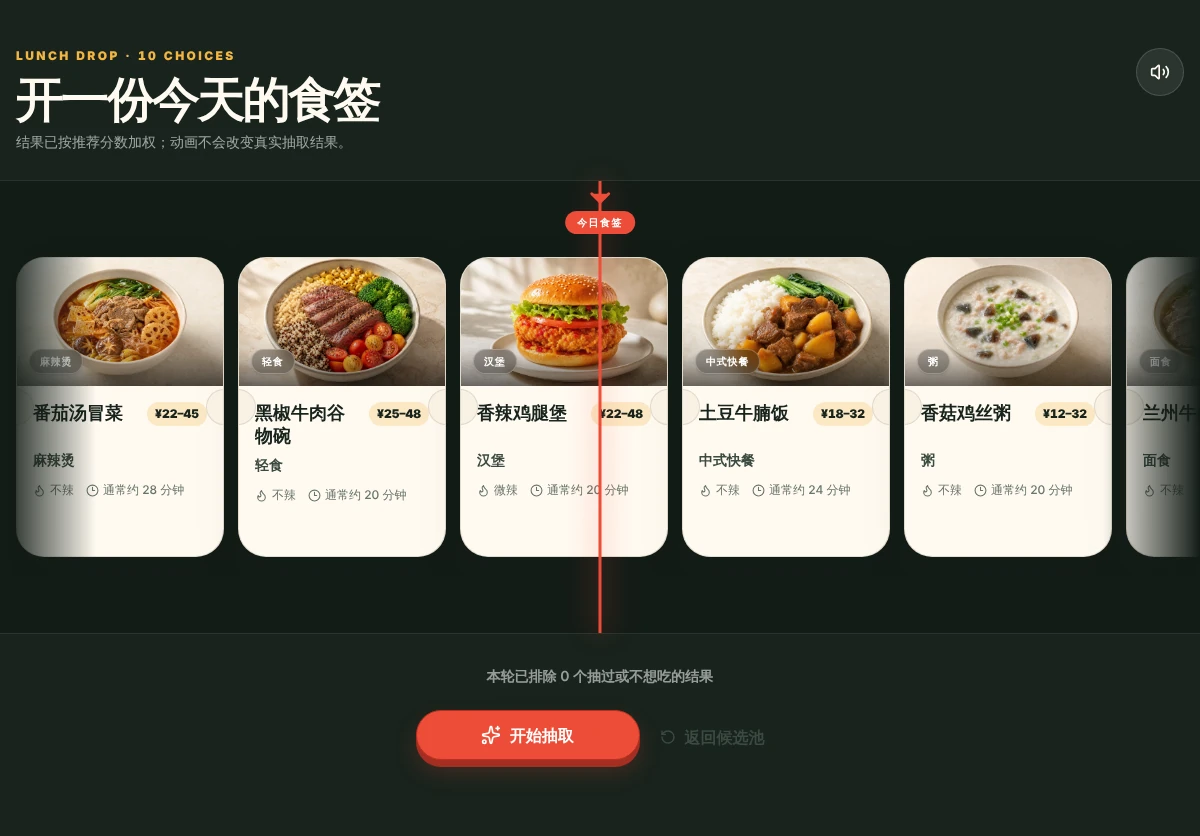 LUNCH DROP · 10 CHOICES
开一份今天的食签
结果已按推荐分数加权；动画不会改变真实抽取结果。
今日食签
麻辣烫
番茄汤冒菜 ¥22–45
麻辣烫
不辣 通常约 28 分钟
轻食
黑椒牛肉谷物碗 ¥25–48
轻食
不辣 通常约 20 分钟
汉堡
香辣鸡腿堡 ¥22–48
汉堡
微辣 通常约 20 分钟
中式快餐
土豆牛腩饭 ¥18–32
中式快餐
不辣 通常约 24 分钟
粥
香菇鸡丝粥 ¥12–32
粥
不辣 通常约 20 分钟
面食
兰州牛
面食
不辣
本轮已排除 0 个抽过或不想吃的结果
开始抽取
返回候选池